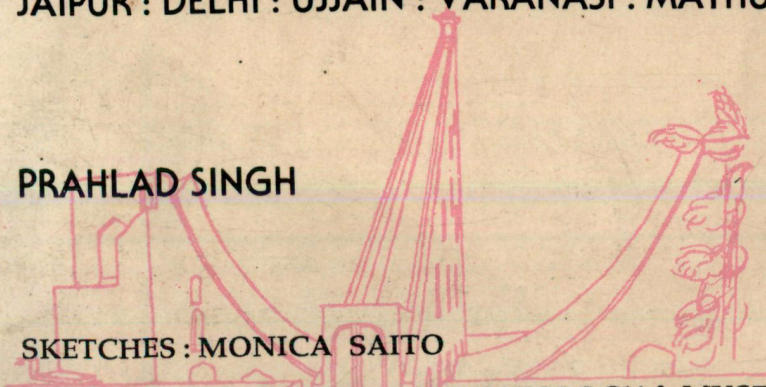 JAIPUR : DELHI : UJJAIN : VARANASI :
PRAHLAD SINGH
SKETCHES : MONICA SAITO